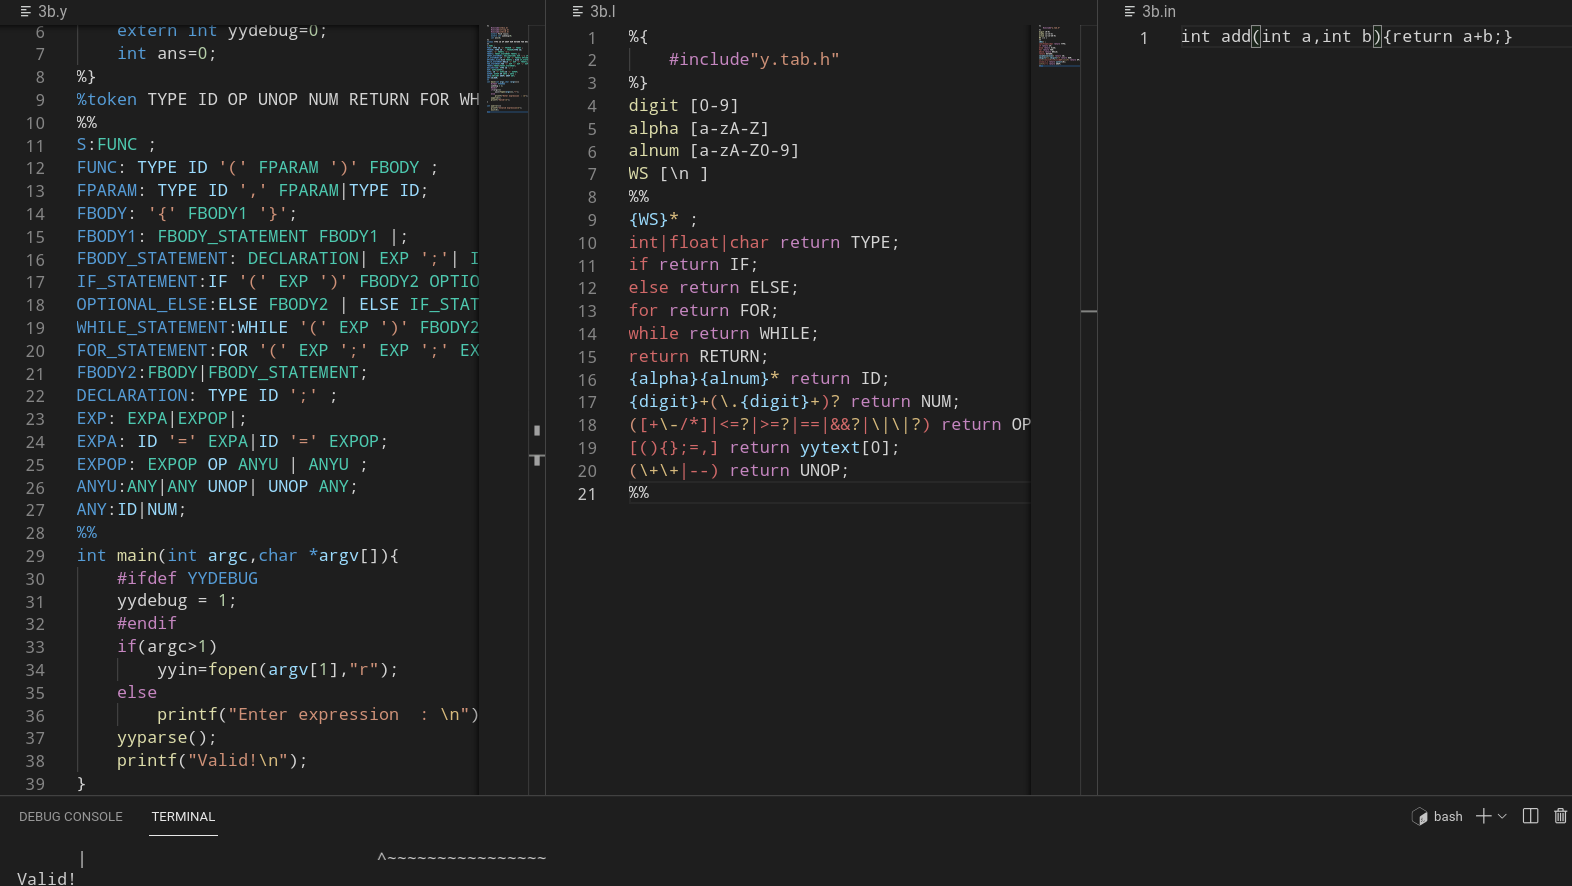 3b.y
6 extern int yydebug=0;
7 int ans=0;
8 %}
9 %token TYPE ID OP UNOP NUM RETURN FOR WH
10 %%
11 S:FUNC ;
12 FUNC: TYPE ID '(' FPARAM ')' FBODY ;
13 FPARAM: TYPE ID ',' FPARAM|TYPE ID;
14 FBODY: '{' FBODY1 '}';
15 FBODY1: FBODY_STATEMENT FBODY1 |;
16 FBODY_STATEMENT: DECLARATION| EXP ';'| I
17 IF_STATEMENT:IF '(' EXP ')' FBODY2 OPTIO
18 OPTIONAL_ELSE:ELSE FBODY2 | ELSE IF_STAT
19 WHILE_STATEMENT:WHILE '(' EXP ')' FBODY2
20 FOR_STATEMENT:FOR '(' EXP ';' EXP ';' EX
21 FBODY2:FBODY|FBODY_STATEMENT;
22 DECLARATION: TYPE ID ';' ;
23 EXP: EXPA|EXPOP|;
24 EXPA: ID '=' EXPA|ID '=' EXPOP;
25 EXPOP: EXPOP OP ANYU | ANYU ;
26 ANYU:ANY|ANY UNOP| UNOP ANY;
27 ANY:ID|NUM;
28 %%
29 int main(int argc,char *argv[]){
30 #ifdef YYDEBUG
31 yydebug = 1;
32 #endif
33 if(argc>1)
34 yyin=fopen(argv[1],"r");
35 else
36 printf("Enter expression  : \n")
37 yyparse();
38 printf("Valid!\n");
39 }
3b.l
1 %{
2 #include"y.tab.h"
3 %}
4 digit [0-9]
5 alpha [a-zA-Z]
6 alnum [a-zA-Z0-9]
7 WS [\n ]
8 %%
9 {WS}* ;
10 int|float|char return TYPE;
11 if return IF;
12 else return ELSE;
13 for return FOR;
14 while return WHILE;
15 return RETURN;
16 {alpha}{alnum}* return ID;
17 {digit}+(\.{digit}+)? return NUM;
18 ([+\-/*]|<=?|>=?|==|&&?|\|\|?) return OP
19 [(){};=,] return yytext[0];
20 (\+\+|--) return UNOP;
21 %%
3b.in
1 int add(int a,int b){return a+b;}
DEBUG CONSOLE TERMINAL
bash
| ^~~~~~~~~~~~~~~~~
Valid!